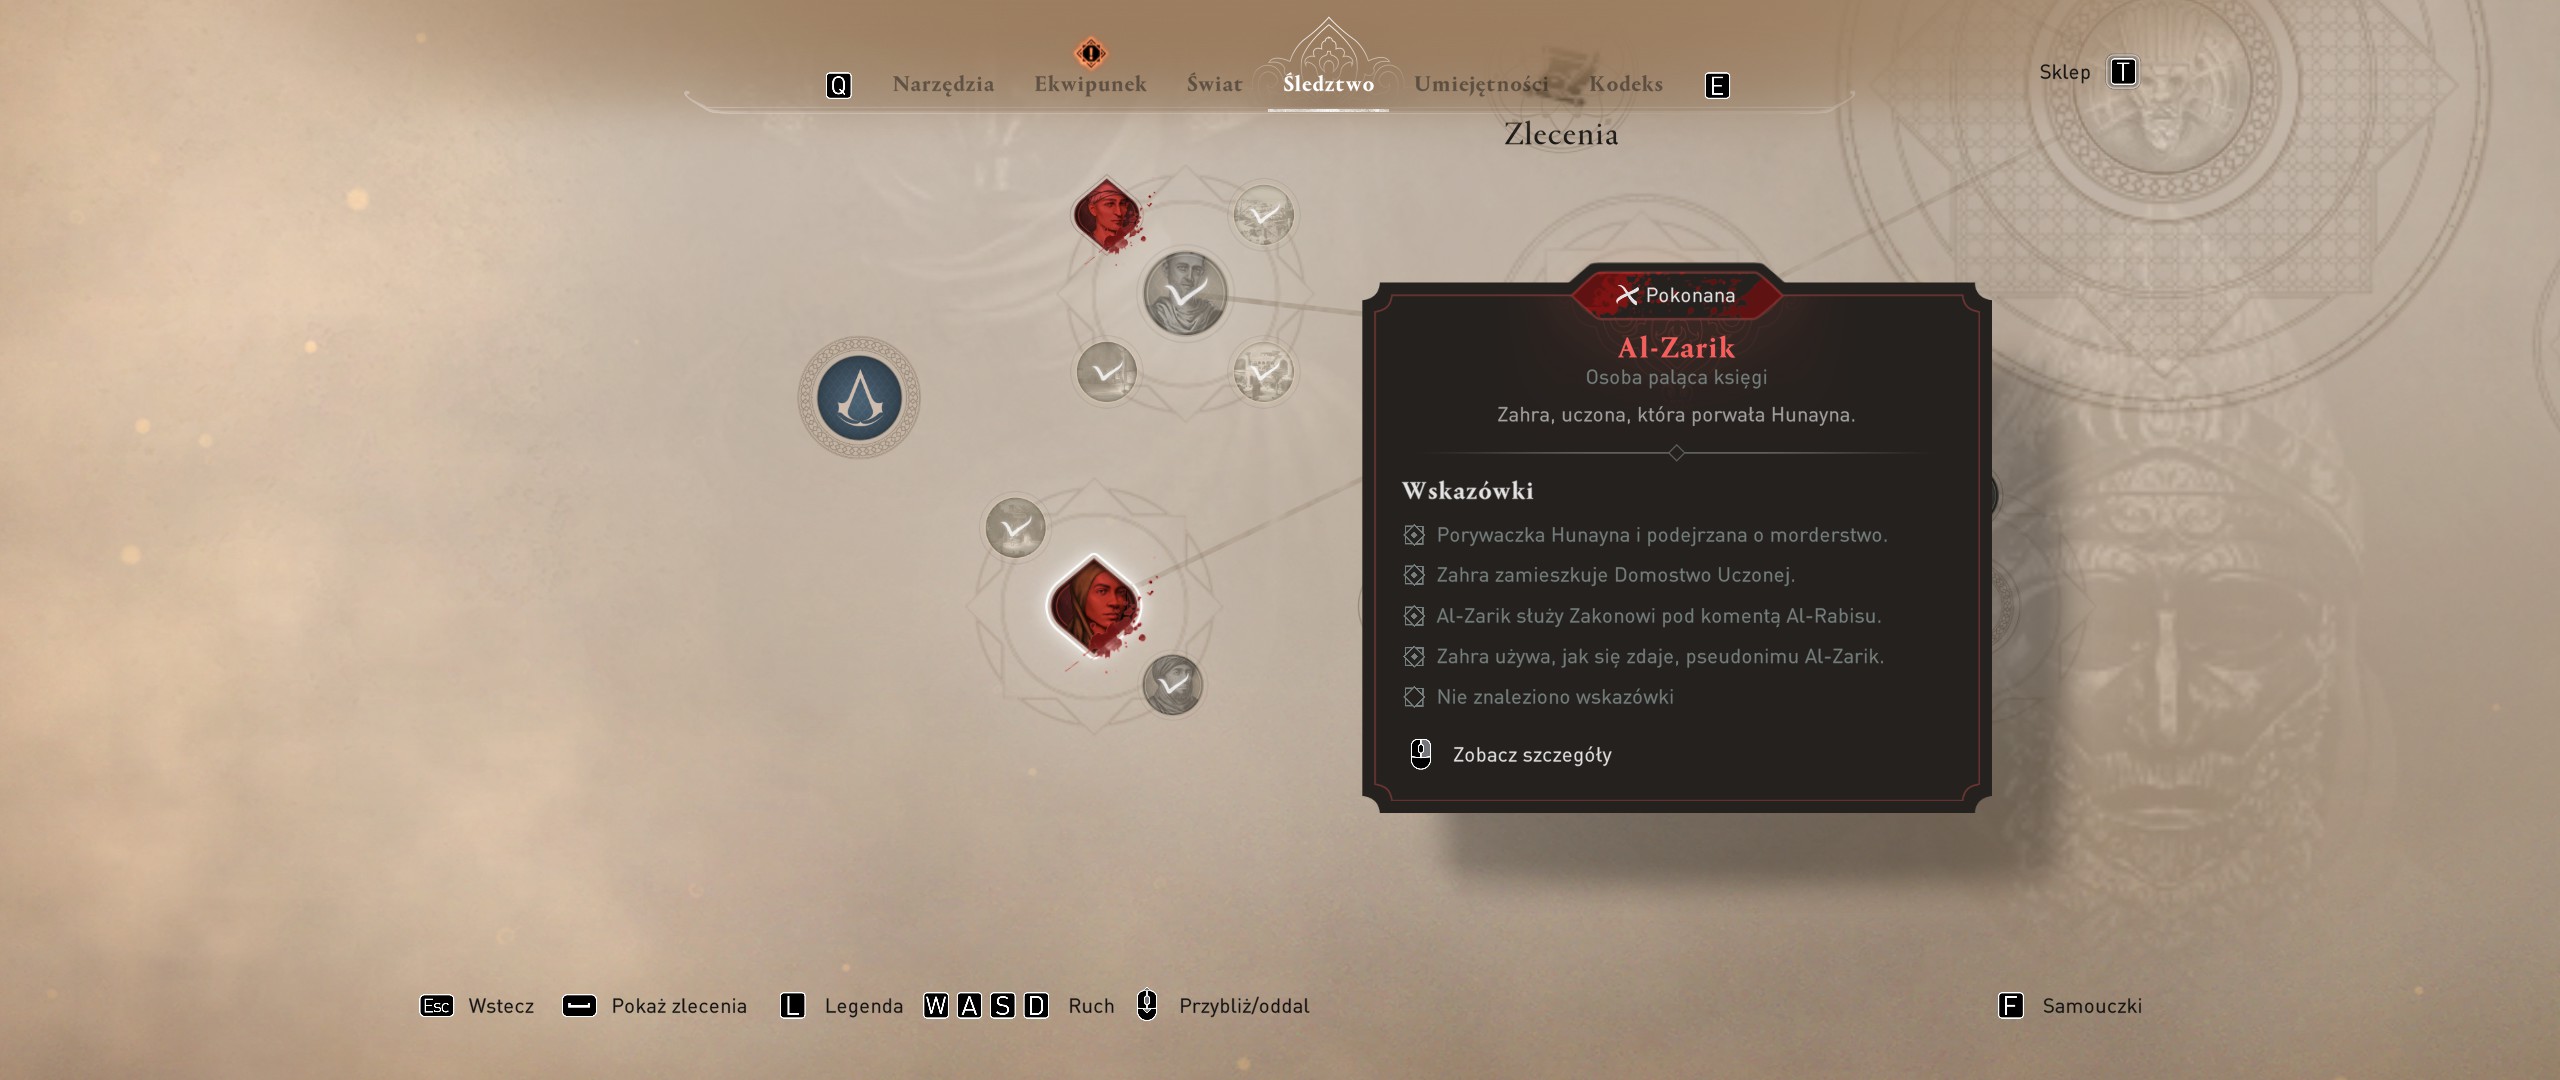 Q Narzędzia Ekwipunek Świat Śledztwo Umiejętności Kodeks E
Sklep T
Zlecenia
Pokonana
Al-Zarik
Osoba paląca księgi
Zahra, uczona, która porwała Hunayna.
Wskazówki
Porywaczka Hunayna i podejrzana o morderstwo.
Zahra zamieszkuje Domostwo Uczonej.
Al-Zarik służy Zakonowi pod komentą Al-Rabisu.
Zahra używa, jak się zdaje, pseudonimu Al-Zarik.
Nie znaleziono wskazówki
Zobacz szczegóły
Esc Wstecz Pokaż zlecenia L Legenda W A S D Ruch Przybliż/oddal
F Samouczki